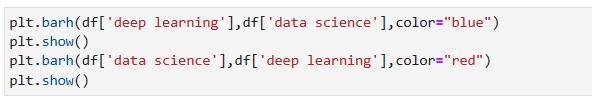 plt.barh(df['deep learning'],df['data science'],color="blue")
plt.show()
plt.barh(df['data science'],df['deep learning'],color="red")
plt.show()